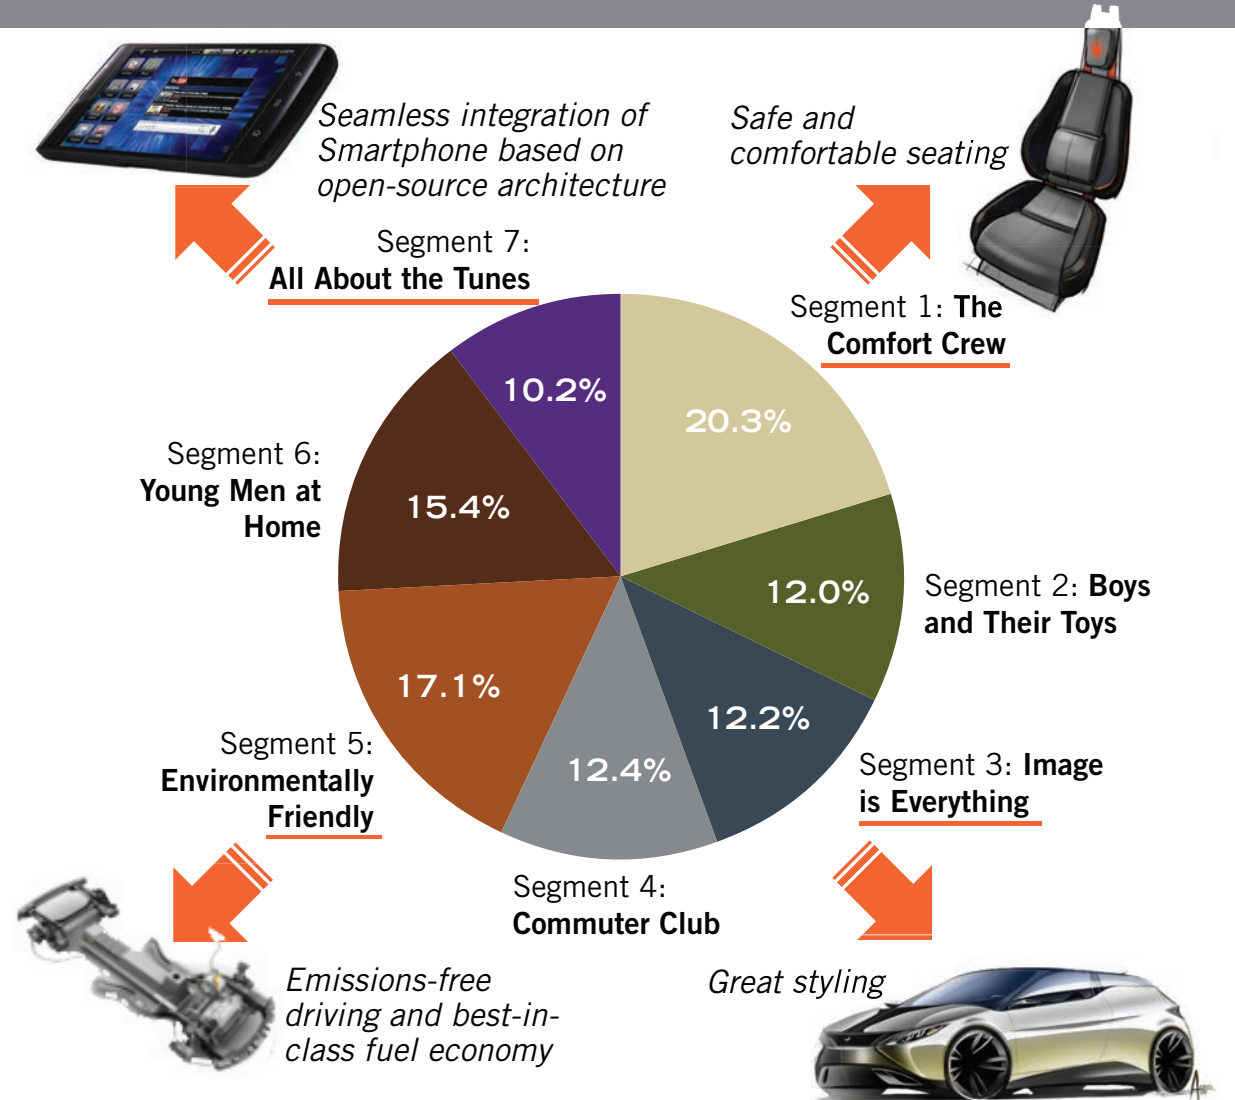 Seamless integration of
Smartphone based on
open-source architecture
Safe and
comfortable seating
Segment 7:
All About the Tunes
Segment 1: The
Comfort Crew
10.2%
20.3%
Segment 6:
Young Men at
Home
15.4%
12.0%
Segment 2: Boys
and Their Toys
17.1%
12.2%
Segment 5:
Environmentally
Friendly
12.4%
Segment 3: Image
is Everything
Segment 4:
Commuter Club
Emissions-free
driving and best-in-
class fuel economy
Great styling